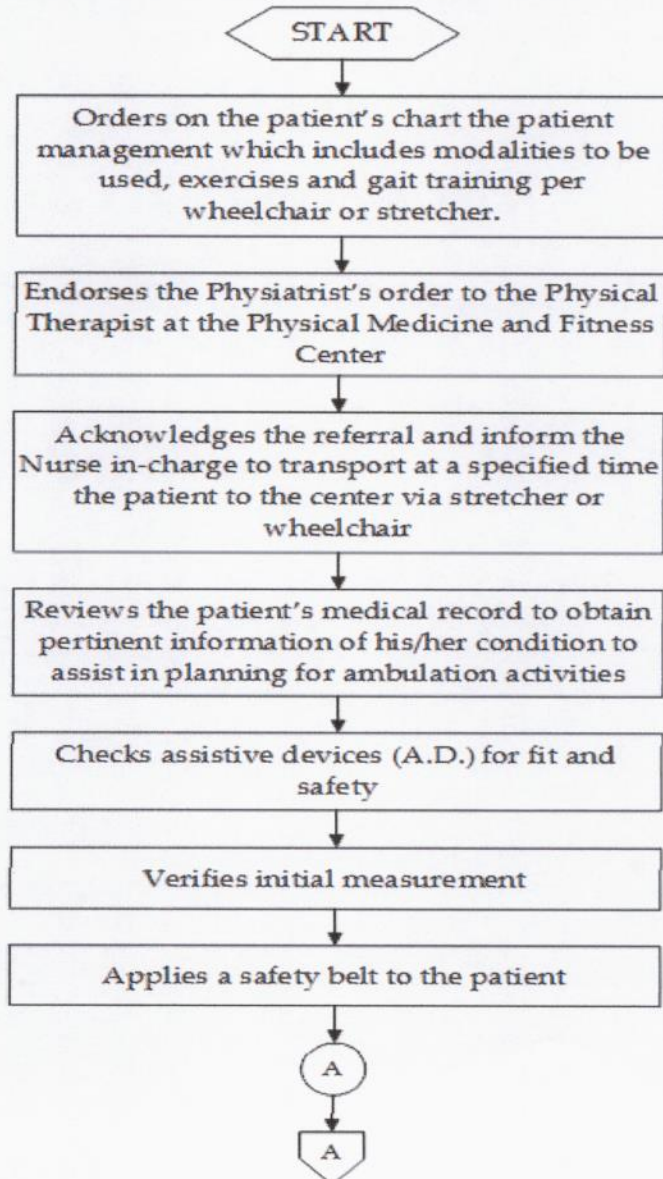 START
Orders on the patient's chart the patient
management which includes modalities to be
used, exercises and gait training per
wheelchair or stretcher.
Endorses the Physiatrist's order to the Physical
Therapist at the Physical Medicine and Fitness
Center
Acknowledges the referral and inform the
Nurse in-charge to transport at a specified time
the patient to the center via stretcher or
wheelchair
Reviews the patient's medical record to obtain
pertinent information of his/her condition to
assist in planning for ambulation activities
Checks assistive devices (A.D.) for fit and
safety
Verifies initial measurement
Applies a safety belt to the patient
A
A